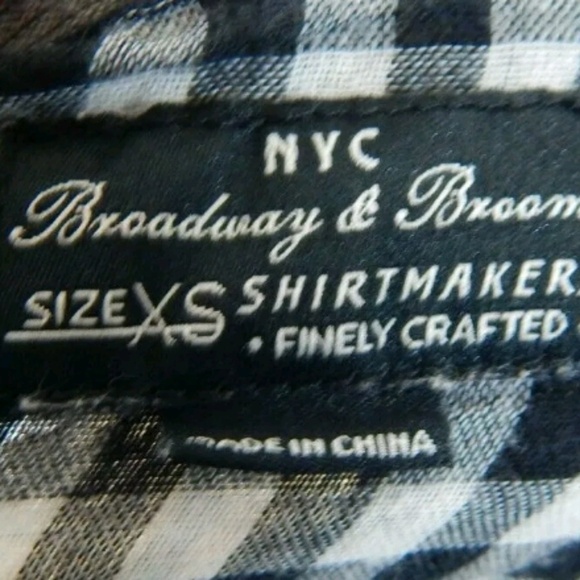 NYC
Broadway & Broom
SIZE XS SHIRTMAKER
• FINELY CRAFTED
MADE IN CHINA